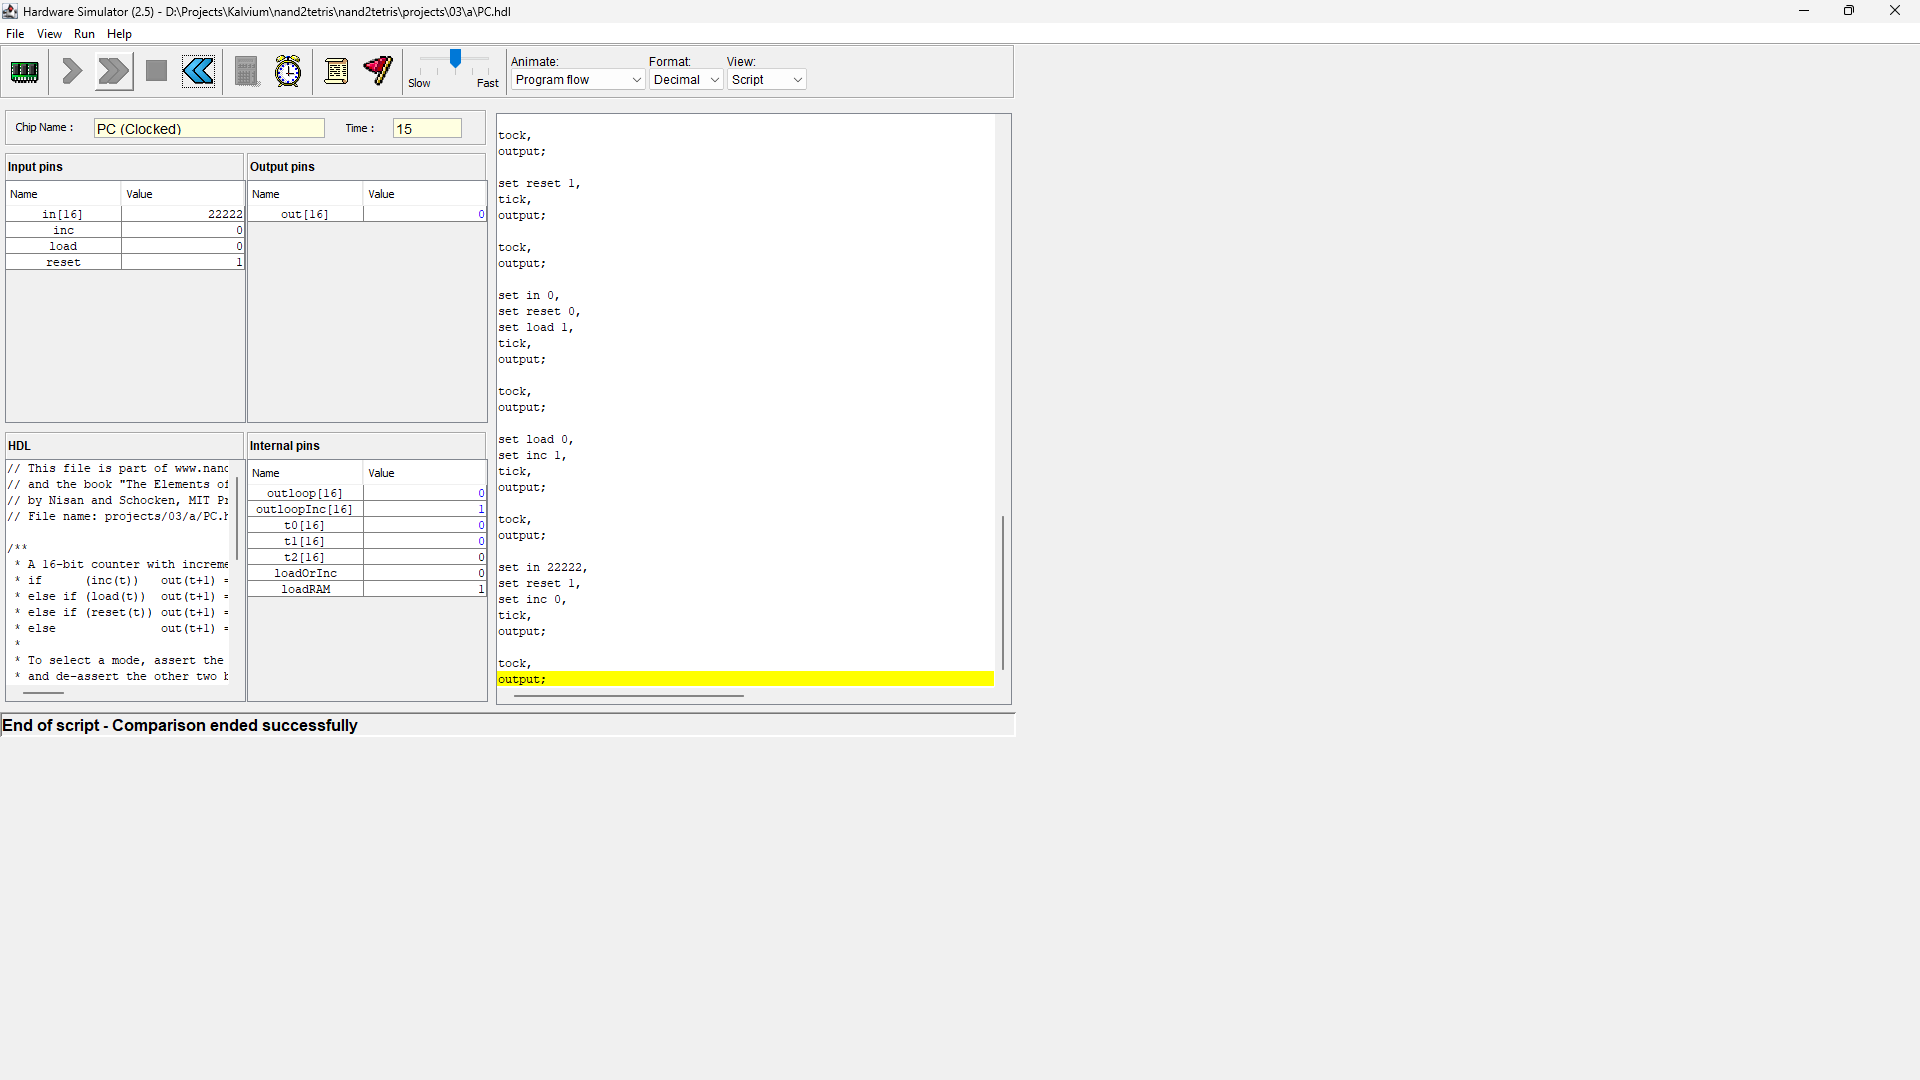 Hardware Simulator (2.5) - D:\Projects\Kalvium\nand2tetris\nand2tetris\projects\03\a\PC.hdl
File View Run Help
Slow Fast
Animate:
Program flow
Format:
Decimal
View:
Script
Chip Name :
PC (Clocked)
Time :
15
Input pins
Name Value
in[16] 22222
inc 0
load 0
reset 1
Output pins
Name Value
out[16] 0
HDL
// This file is part of www.nand
// and the book "The Elements of
// by Nisan and Schocken, MIT Pr
// File name: projects/03/a/PC.h
/**
* A 16-bit counter with increme
* if (inc(t)) out(t+1) =
* else if (load(t)) out(t+1) =
* else if (reset(t)) out(t+1) =
* else out(t+1) =
*
* To select a mode, assert the
* and de-assert the other two b
Internal pins
Name Value
outloop[16] 0
outloopInc[16] 1
t0[16] 0
t1[16] 0
t2[16] 0
loadOrInc 0
loadRAM 1
tock,
output;
set reset 1,
tick,
output;
tock,
output;
set in 0,
set reset 0,
set load 1,
tick,
output;
tock,
output;
set load 0,
set inc 1,
tick,
output;
tock,
output;
set in 22222,
set reset 1,
set inc 0,
tick,
output;
tock,
output;
End of script - Comparison ended successfully